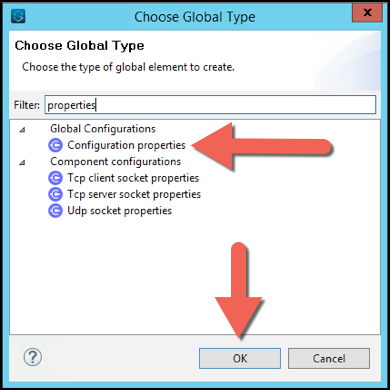 Choose Global Type
x
Choose Global Type
Choose the type of global element to create.
Filter: properties
Global Configurations
Configuration properties
Component configurations
Tcp client socket properties
Tcp server socket properties
Udp socket properties
? OK Cancel